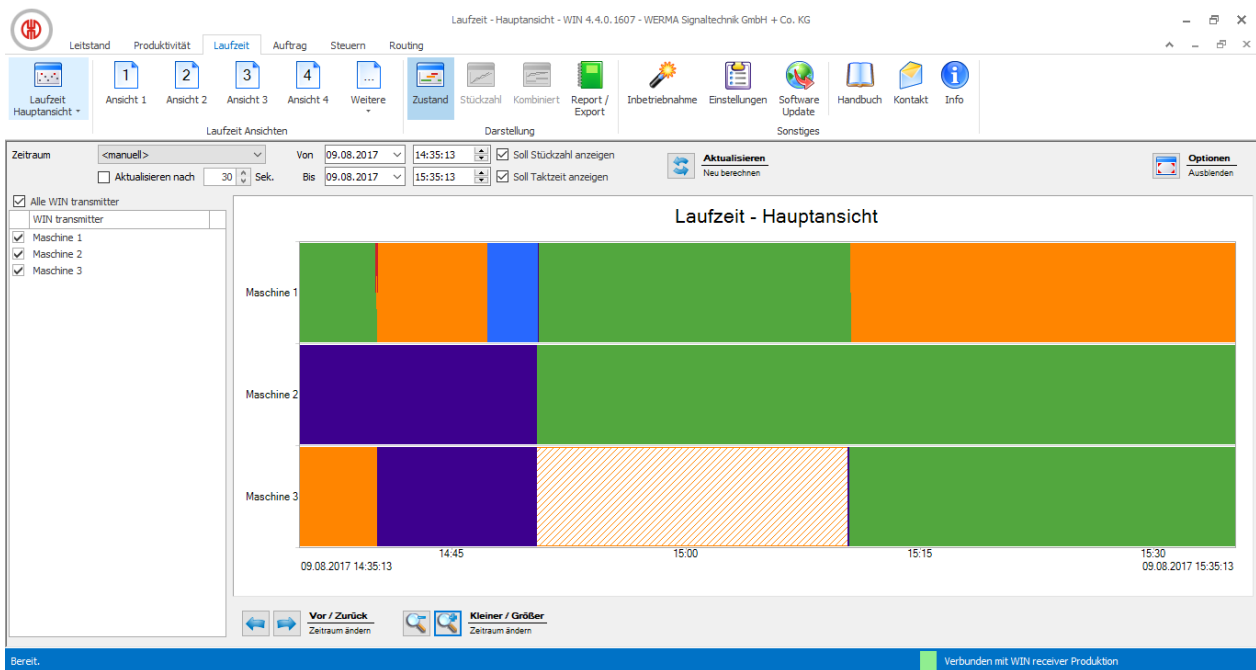 Laufzeit - Hauptansicht - WIN 4.4.0.1607 - WERMA Signaltechnik GmbH + Co. KG
Leitstand Produktivität Laufzeit Auftrag Steuern Routing
Laufzeit Hauptansicht
1 Ansicht 1
2 Ansicht 2
3 Ansicht 3
4 Ansicht 4
... Weitere
Zustand
Stückzahl
Kombiniert
Report / Export
Inbetriebnahme
Einstellungen
Software Update
Handbuch
Kontakt
Info
Laufzeit Ansichten
Darstellung
Sonstiges
Zeitraum <manuell> Von 09.08.2017 14:35:13 Soll Stückzahl anzeigen
Aktualisieren nach 30 Sek. Bis 09.08.2017 15:35:13 Soll Taktzeit anzeigen
Aktualisieren
Neu berechnen
Optionen
Ausblenden
Alle WIN transmitter
WIN transmitter
Maschine 1
Maschine 2
Maschine 3
Laufzeit - Hauptansicht
Maschine 1
Maschine 2
Maschine 3
14:45 15:00 15:15 15:30
09.08.2017 14:35:13 09.08.2017 15:35:13
Vor / Zurück
Zeitraum ändern
Kleiner / Größer
Zeitraum ändern
Bereit. Verbunden mit WIN receiver Produktion